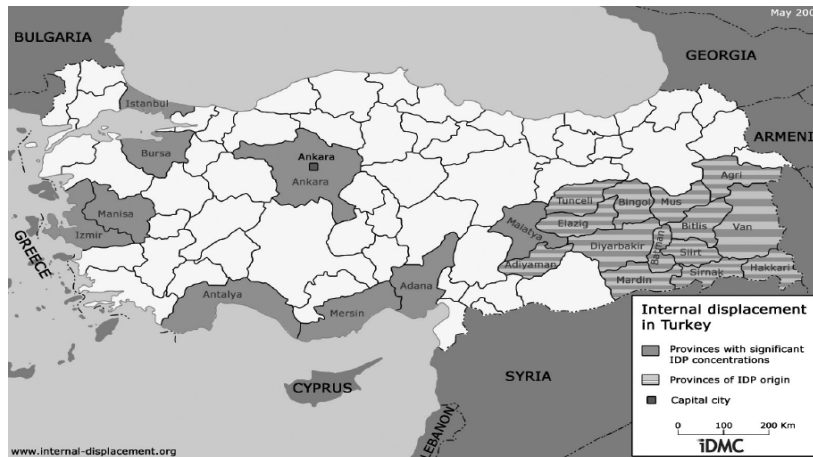 May 200
BULGARIA
GEORGIA
Istanbul
ARMENI
Bursa
Ankara
Ankara
Agri
Tunceli
Bingol
Mus
Manisa
Malatya
Elazig
Bitlis
Van
Izmir
GREECE
Diyarbakir
Batman
Siirt
Adiyaman
Hakkari
Sirnak
Mardin
Adana
Antalya
Mersin
Internal displacement
in Turkey
Provinces with significant
IDP concentrations
SYRIA
Provinces of IDP origin
CYPRUS
Capital city
LEBANON
0 100 200 Km
iDMC
www.internal-displacement.org